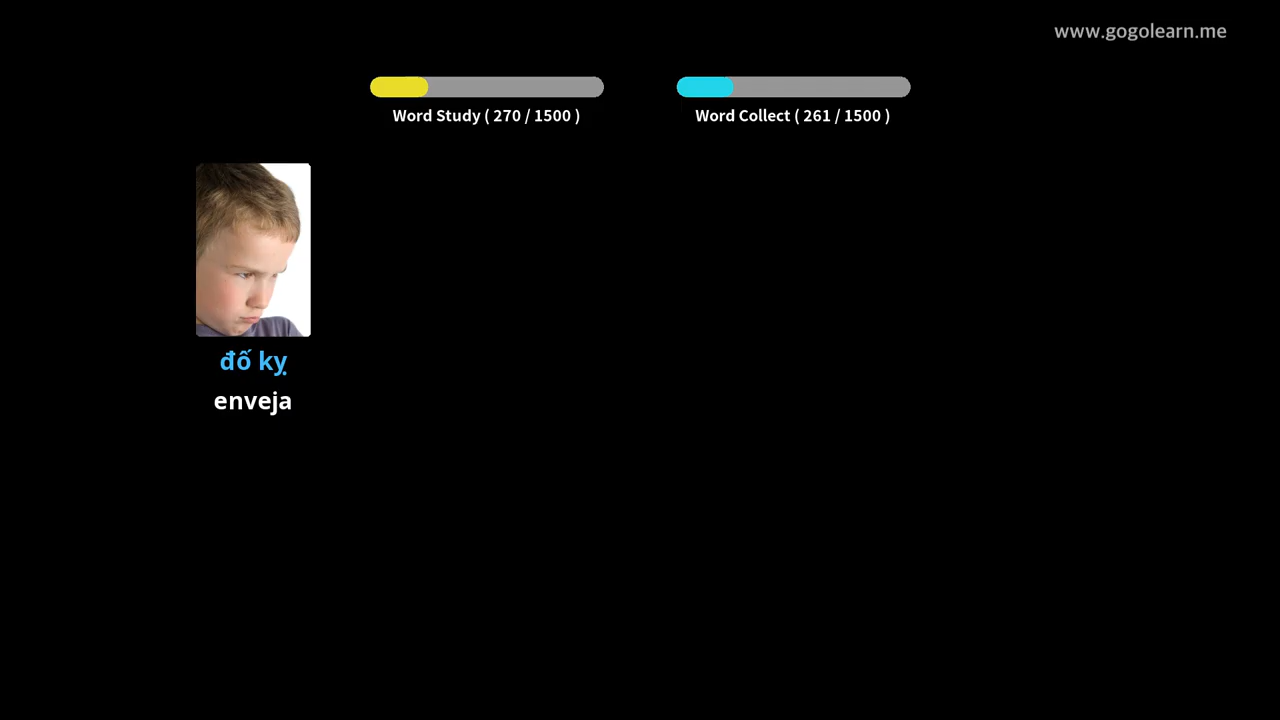 www.gogolearn.me
Word Study ( 270 / 1500 )
Word Collect ( 261 / 1500 )
đố kỵ
enveja